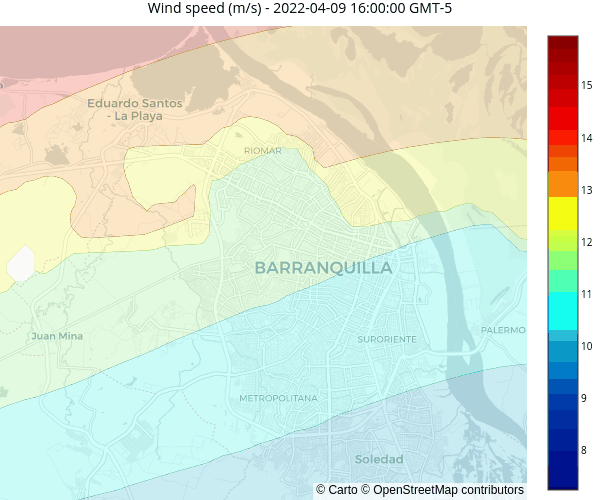 Wind speed (m/s) - 2022-04-09 16:00:00 GMT-5
Eduardo Santos
- La Playa
RIOMAR
BARRANQUILLA
Juan Mina
SURORIENTE
PALERMO
METROPOLITANA
Soledad
© Carto © OpenStreetMap contributors
15
14
13
12
11
10
9
8